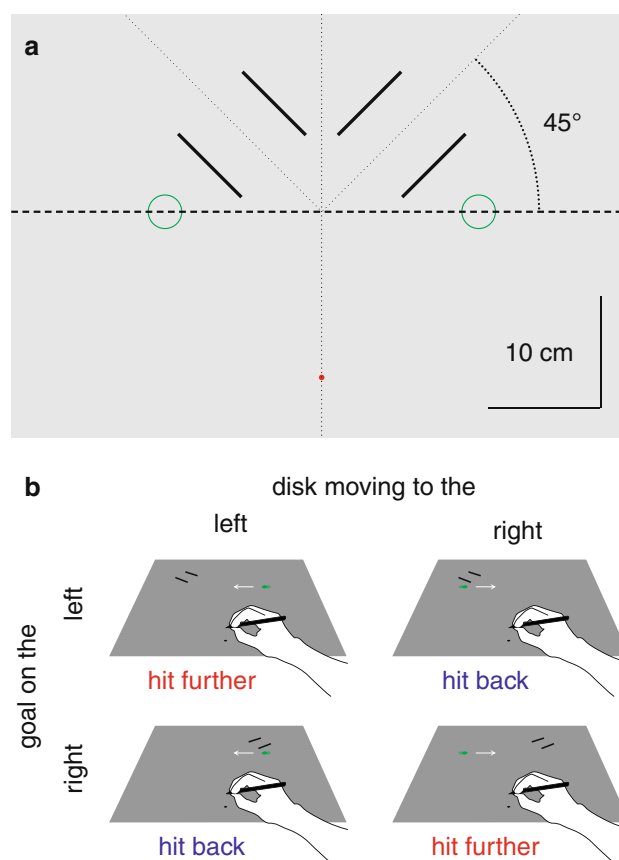 a
45°
10 cm
b
disk moving to the
left
right
goal on the
left
hit further
hit back
right
hit back
hit further